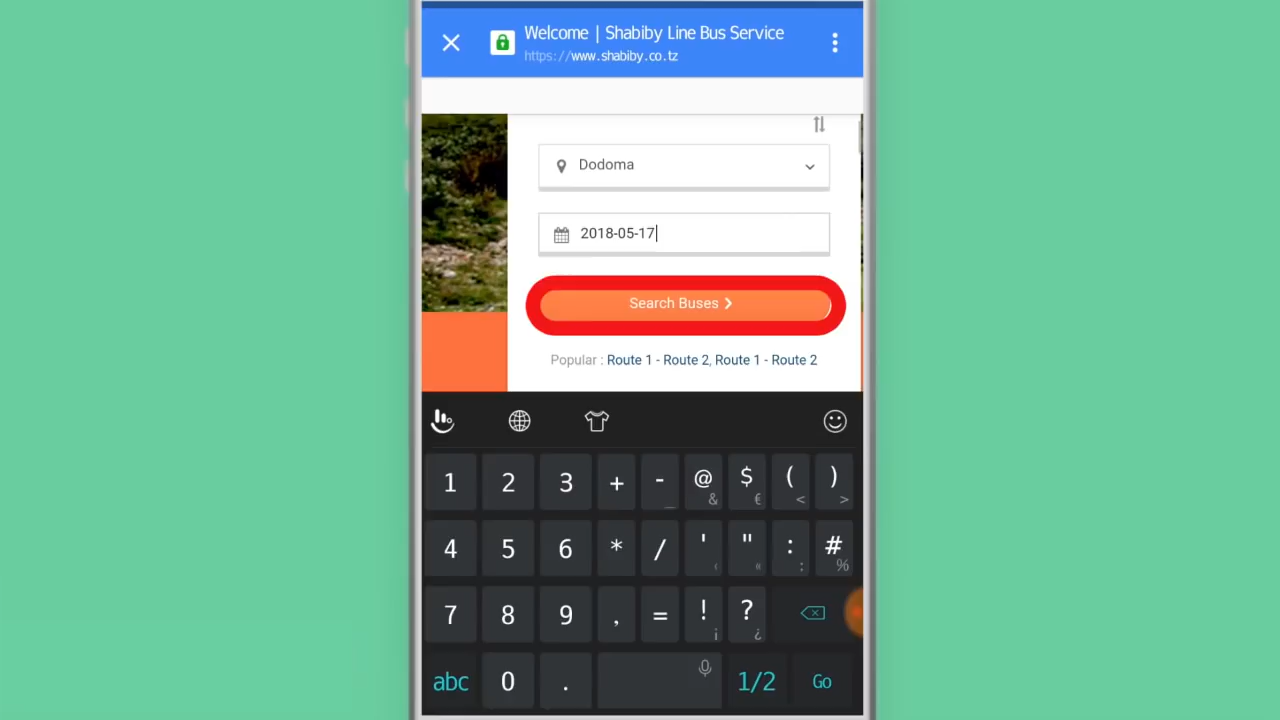 Welcome | Shabiby Line Bus Service
https://www.shabiby.co.tz
Dodoma
2018-05-17
Search Buses
Popular : Route 1 - Route 2, Route 1 - Route 2
1 2 3 + - _ @ & $ € ( < ) >
4 5 6 * / ' ‹ " « : : # %
7 8 9 , = ! ¡ ? ¿
abc 0 . 1/2 Go